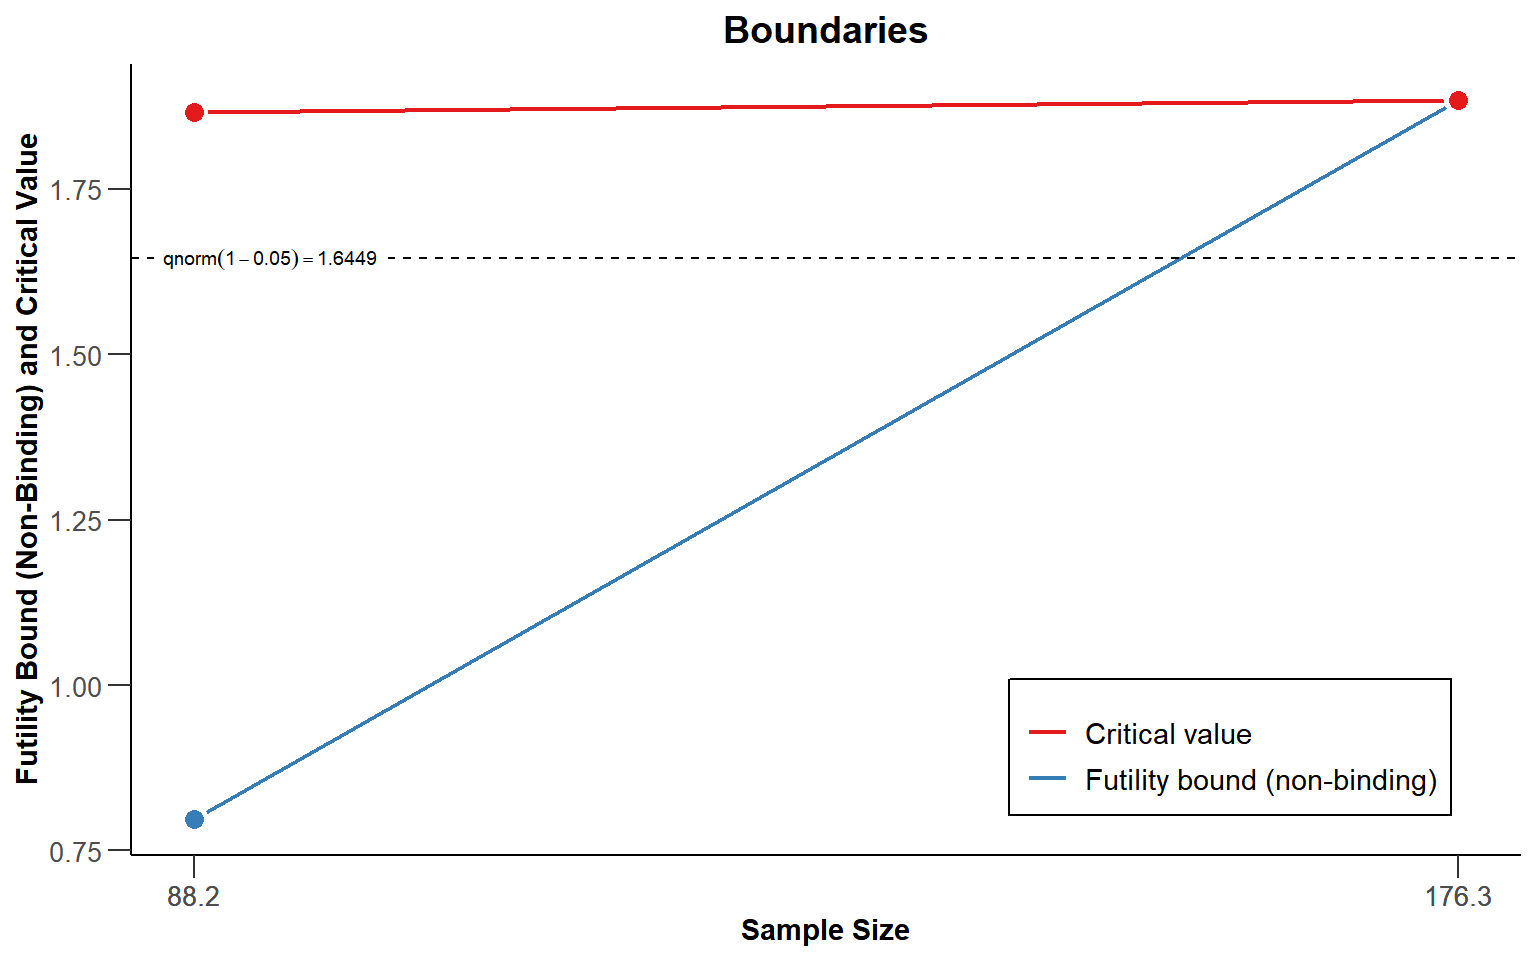 Boundaries
Futility Bound (Non-Binding) and Critical Value
1.75
qnorm(1 − 0.05) = 1.6449
1.50
1.25
1.00
0.75
Critical value
Futility bound (non-binding)
88.2
176.3
Sample Size